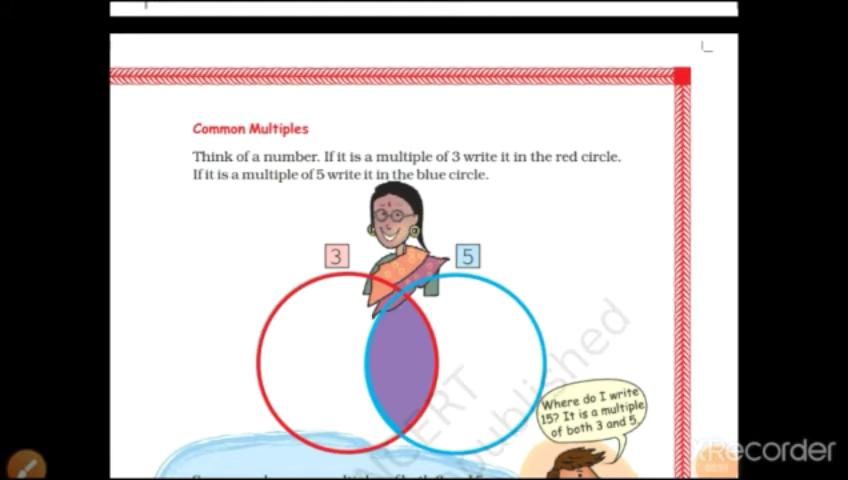 Common Multiples
Think of a number. If it is a multiple of 3 write it in the red circle.
If it is a multiple of 5 write it in the blue circle.
3
5
Where do I write
15? It is a multiple
of both 3 and 5.
published
XRecorder